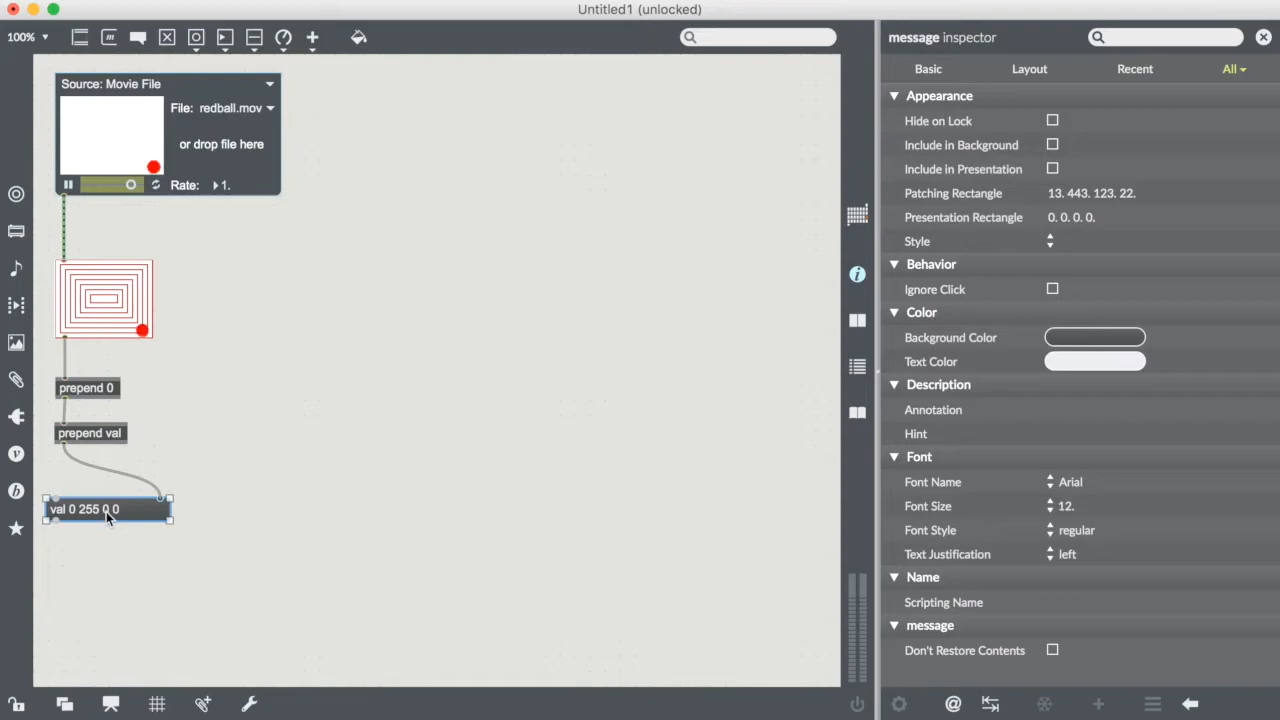 Untitled1 (unlocked)
100%
message inspector
Basic
Layout
Recent
All
Source: Movie File
File: redball.mov
or drop file here
Rate: 1.
prepend 0
prepend val
val 0 255 0 0
Appearance
Hide on Lock
Include in Background
Include in Presentation
Patching Rectangle 13. 443. 123. 22.
Presentation Rectangle 0. 0. 0. 0.
Style
Behavior
Ignore Click
Color
Background Color
Text Color
Description
Annotation
Hint
Font
Font Name Arial
Font Size 12.
Font Style regular
Text Justification left
Name
Scripting Name
message
Don't Restore Contents